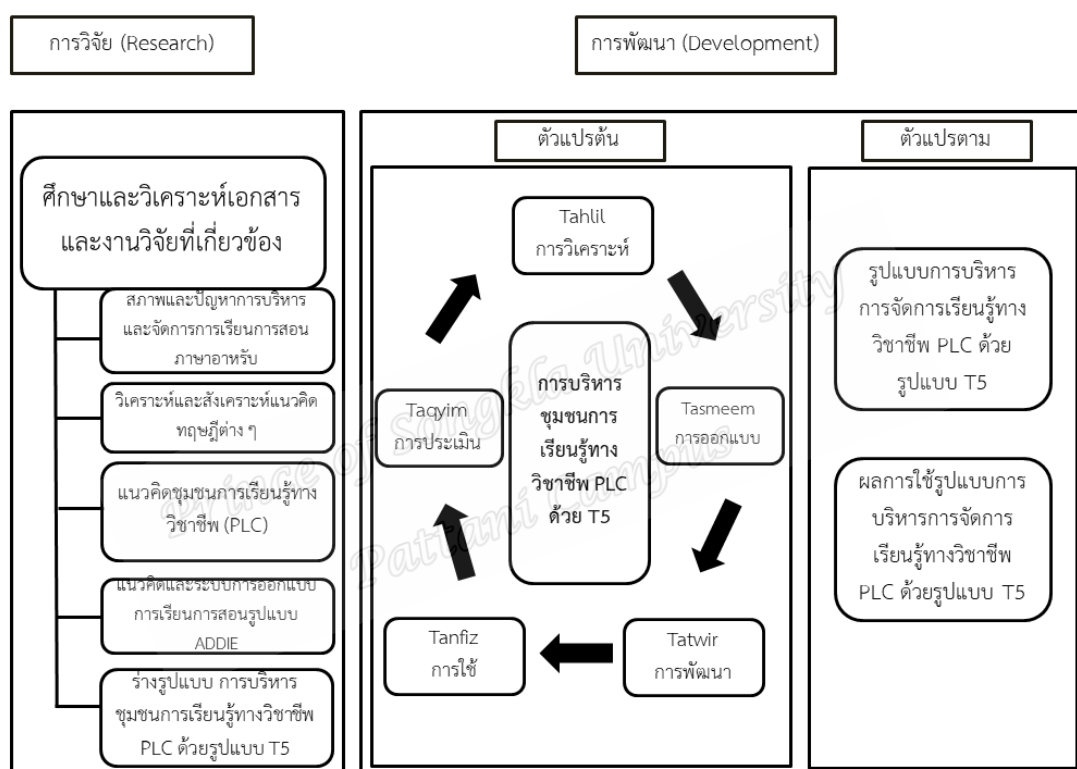 การวิจัย (Research)
การพัฒนา (Development)
ศึกษาและวิเคราะห์เอกสาร
และงานวิจัยที่เกี่ยวข้อง
สภาพและปัญหาการบริหาร
และจัดการการเรียนการสอน
ภาษาอาหรับ
วิเคราะห์และสังเคราะห์แนวคิด
ทฤษฎีต่าง ๆ
แนวคิดชุมชนการเรียนรู้ทาง
วิชาชีพ (PLC)
แนวคิดและระบบการออกแบบ
การเรียนการสอนรูปแบบ
ADDIE
ร่างรูปแบบ การบริหาร
ชุมชนการเรียนรู้ทางวิชาชีพ
PLC ด้วยรูปแบบ T5
ตัวแปรต้น
Tahlil
การวิเคราะห์
Tasmeem
การออกแบบ
Tatwir
การพัฒนา
Tanfiz
การใช้
Taqyim
การประเมิน
การบริหาร
ชุมชนการ
เรียนรู้ทาง
วิชาชีพ PLC
ด้วย T5
ตัวแปรตาม
รูปแบบการบริหาร
การจัดการเรียนรู้ทาง
วิชาชีพ PLC ด้วย
รูปแบบ T5
ผลการใช้รูปแบบการ
บริหารการจัดการ
เรียนรู้ทางวิชาชีพ
PLC ด้วยรูปแบบ T5
Prince of Songkla University
Pattani Campus